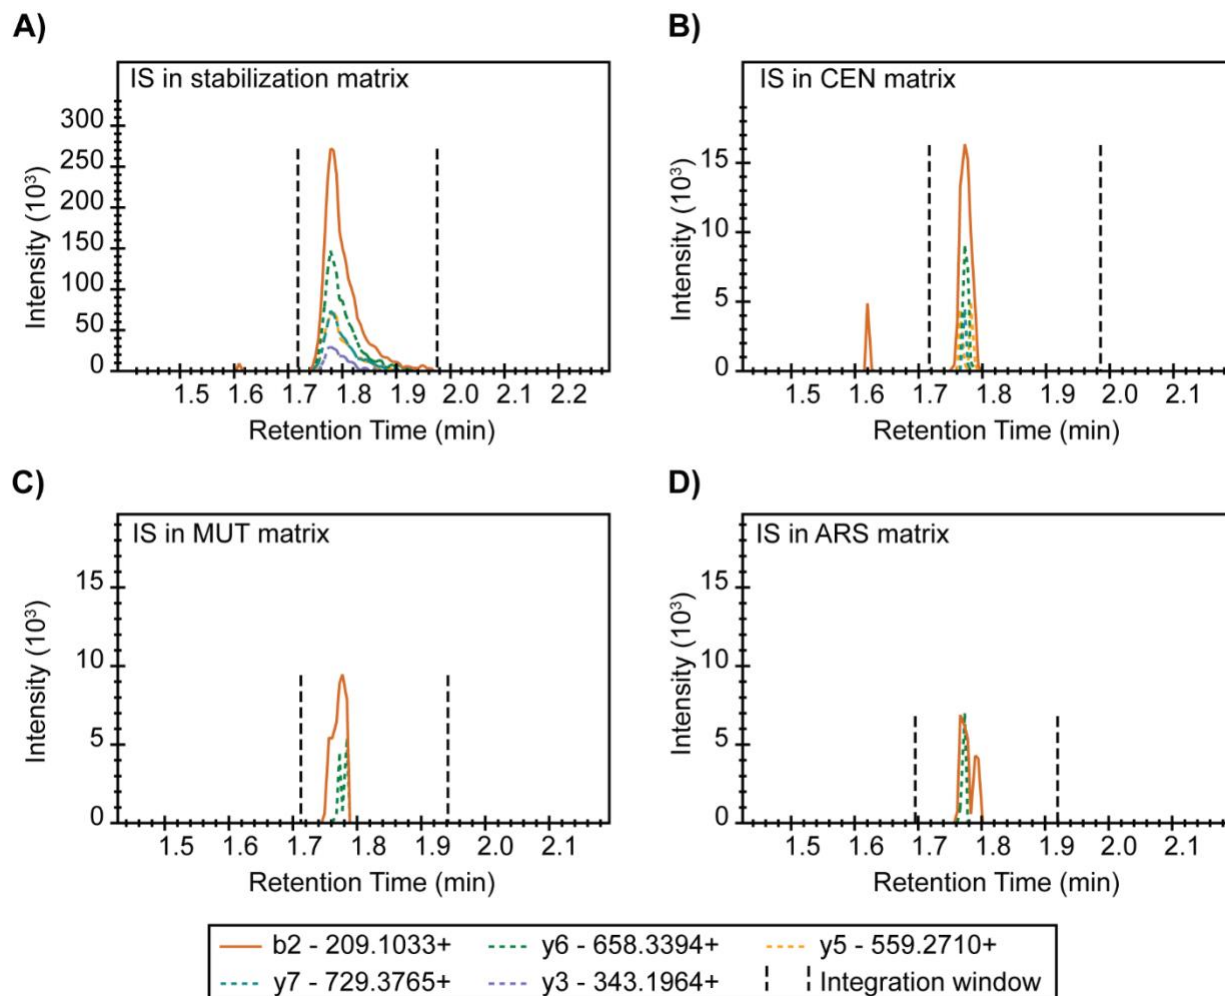 A)
IS in stabilization matrix
300
250
200
150
100
50
0
Intensity (10³)
1.5 1.6 1.7 1.8 1.9 2.0 2.1 2.2
Retention Time (min)
B)
IS in CEN matrix
15
10
5
0
Intensity (10³)
1.5 1.6 1.7 1.8 1.9 2.0 2.1
Retention Time (min)
C)
IS in MUT matrix
15
10
5
0
Intensity (10³)
1.5 1.6 1.7 1.8 1.9 2.0 2.1
Retention Time (min)
D)
IS in ARS matrix
15
10
5
0
Intensity (10³)
1.5 1.6 1.7 1.8 1.9 2.0 2.1
Retention Time (min)
b2 - 209.1033+ y6 - 658.3394+ y5 - 559.2710+
y7 - 729.3765+ y3 - 343.1964+ Integration window